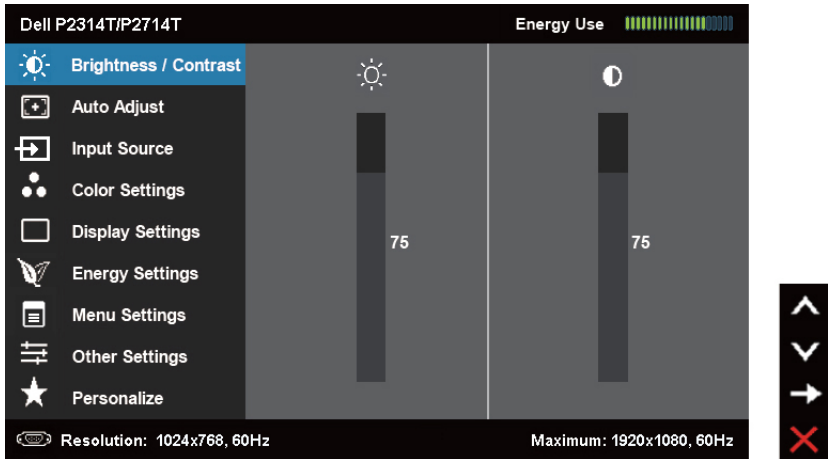 Dell P2314T/P2714T
Energy Use
Brightness / Contrast
Auto Adjust
Input Source
Color Settings
Display Settings
Energy Settings
Menu Settings
Other Settings
Personalize
75
75
Resolution: 1024x768, 60Hz
Maximum: 1920x1080, 60Hz